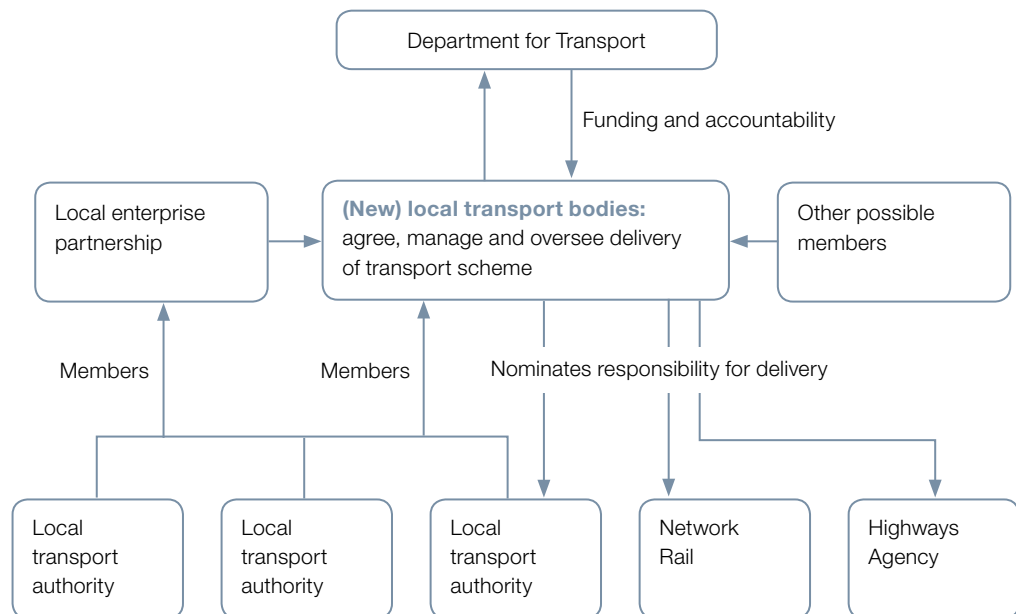 Department for Transport
Funding and accountability
Local enterprise
partnership
(New) local transport bodies:
agree, manage and oversee delivery
of transport scheme
Other possible
members
Members
Members
Nominates responsibility for delivery
Local
transport
authority
Local
transport
authority
Local
transport
authority
Network
Rail
Highways
Agency